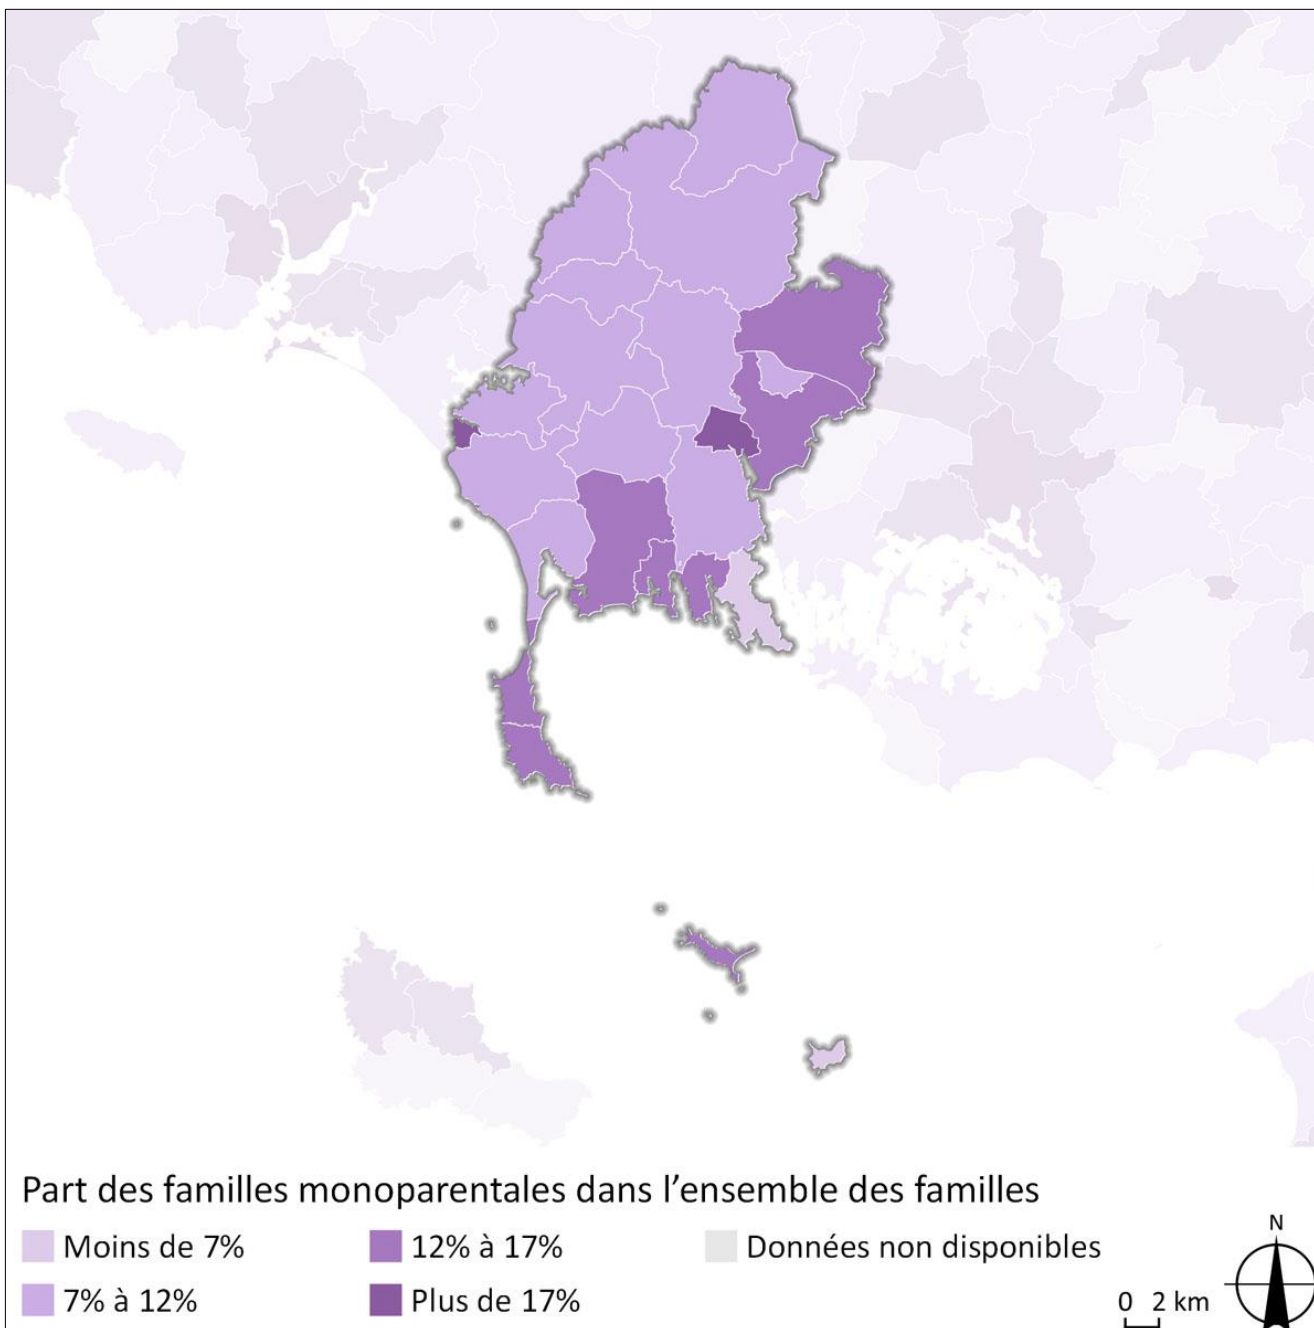 Part des familles monoparentales dans l’ensemble des familles
Moins de 7%
12% à 17%
Données non disponibles
7% à 12%
Plus de 17%
N
0 2 km